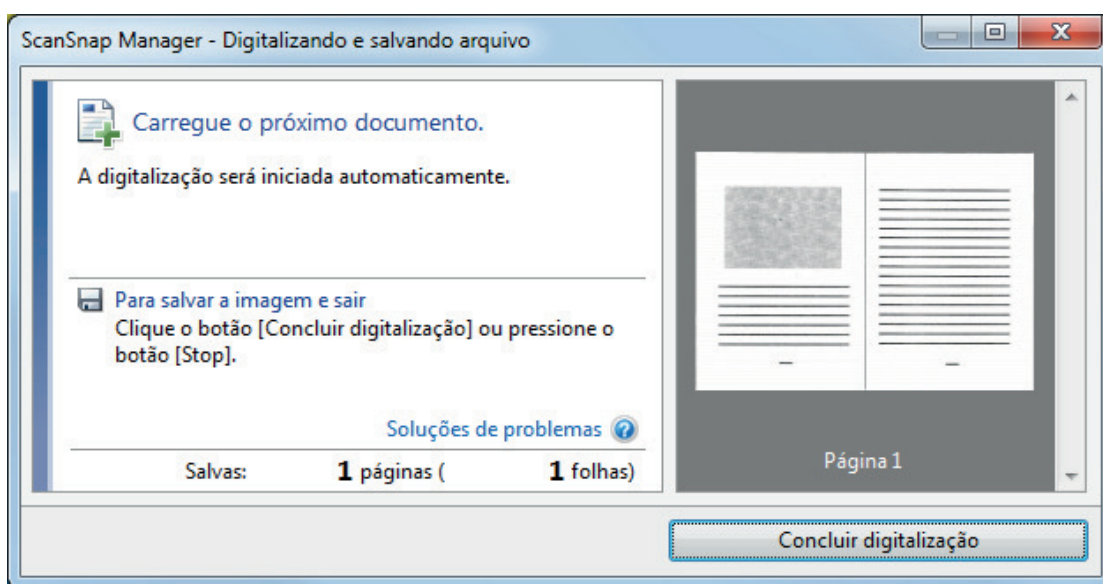 ScanSnap Manager - Digitalizando e salvando arquivo
Carregue o próximo documento.
A digitalização será iniciada automaticamente.
Para salvar a imagem e sair
Clique o botão [Concluir digitalização] ou pressione o
botão [Stop].
Soluções de problemas
Salvas: 1 páginas ( 1 folhas)
Página 1
Concluir digitalização